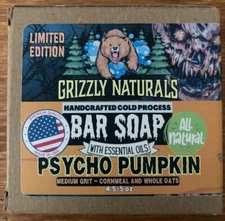 LIMITED
EDITION
GRIZZLY NATURALS
HANDCRAFTED COLD PROCESS
BAR SOAP
All
Natural
WITH ESSENTIAL OILS
PSYCHO PUMPKIN
MEDIUM GRIT - CORNMEAL AND WHOLE OATS
4.5-5 oz